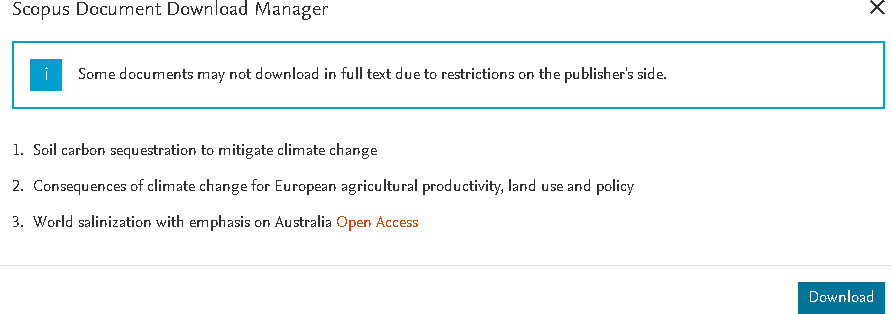 Scopus Document Download Manager
i Some documents may not download in full text due to restrictions on the publisher's side.
1. Soil carbon sequestration to mitigate climate change
2. Consequences of climate change for European agricultural productivity, land use and policy
3. World salinization with emphasis on Australia Open Access
Download